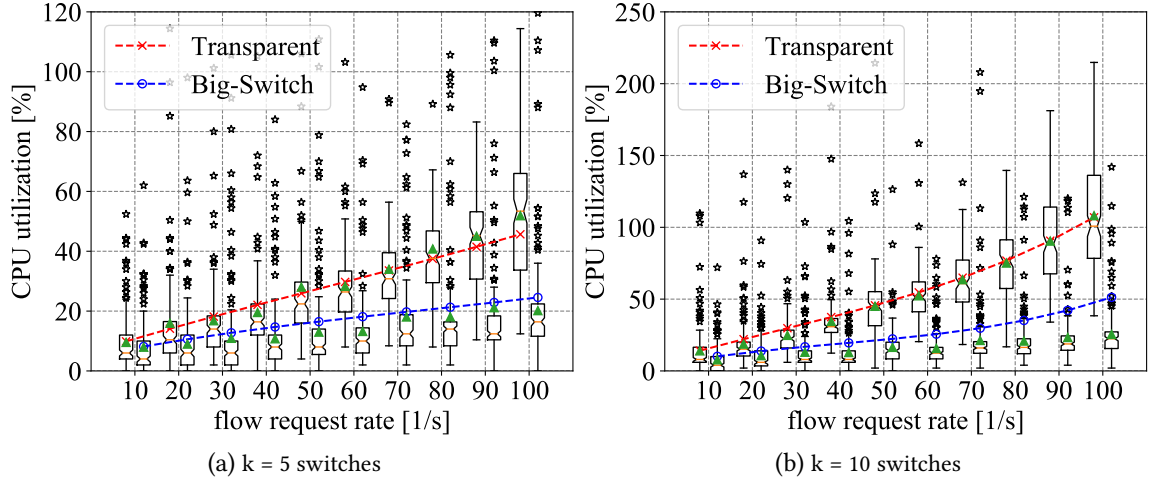 120
100
80
60
40
20
0
CPU utilization [%]
Transparent
Big-Switch
10 20 30 40 50 60 70 80 90 100
flow request rate [1/s]
(a) k = 5 switches
250
200
150
100
50
0
CPU utilization [%]
Transparent
Big-Switch
10 20 30 40 50 60 70 80 90 100
flow request rate [1/s]
(b) k = 10 switches